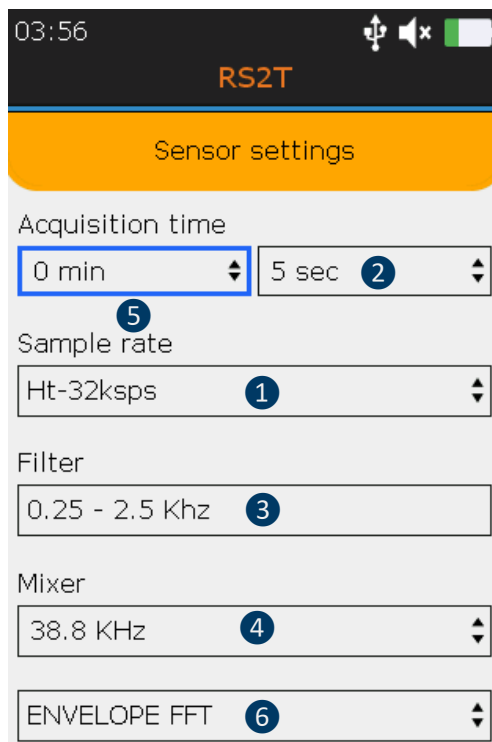 03:56
RS2T
Sensor settings
Acquisition time
0 min 5 sec 2
5
Sample rate
Ht-32ksps 1
Filter
0.25 - 2.5 Khz 3
Mixer
38.8 KHz 4
ENVELOPE FFT 6